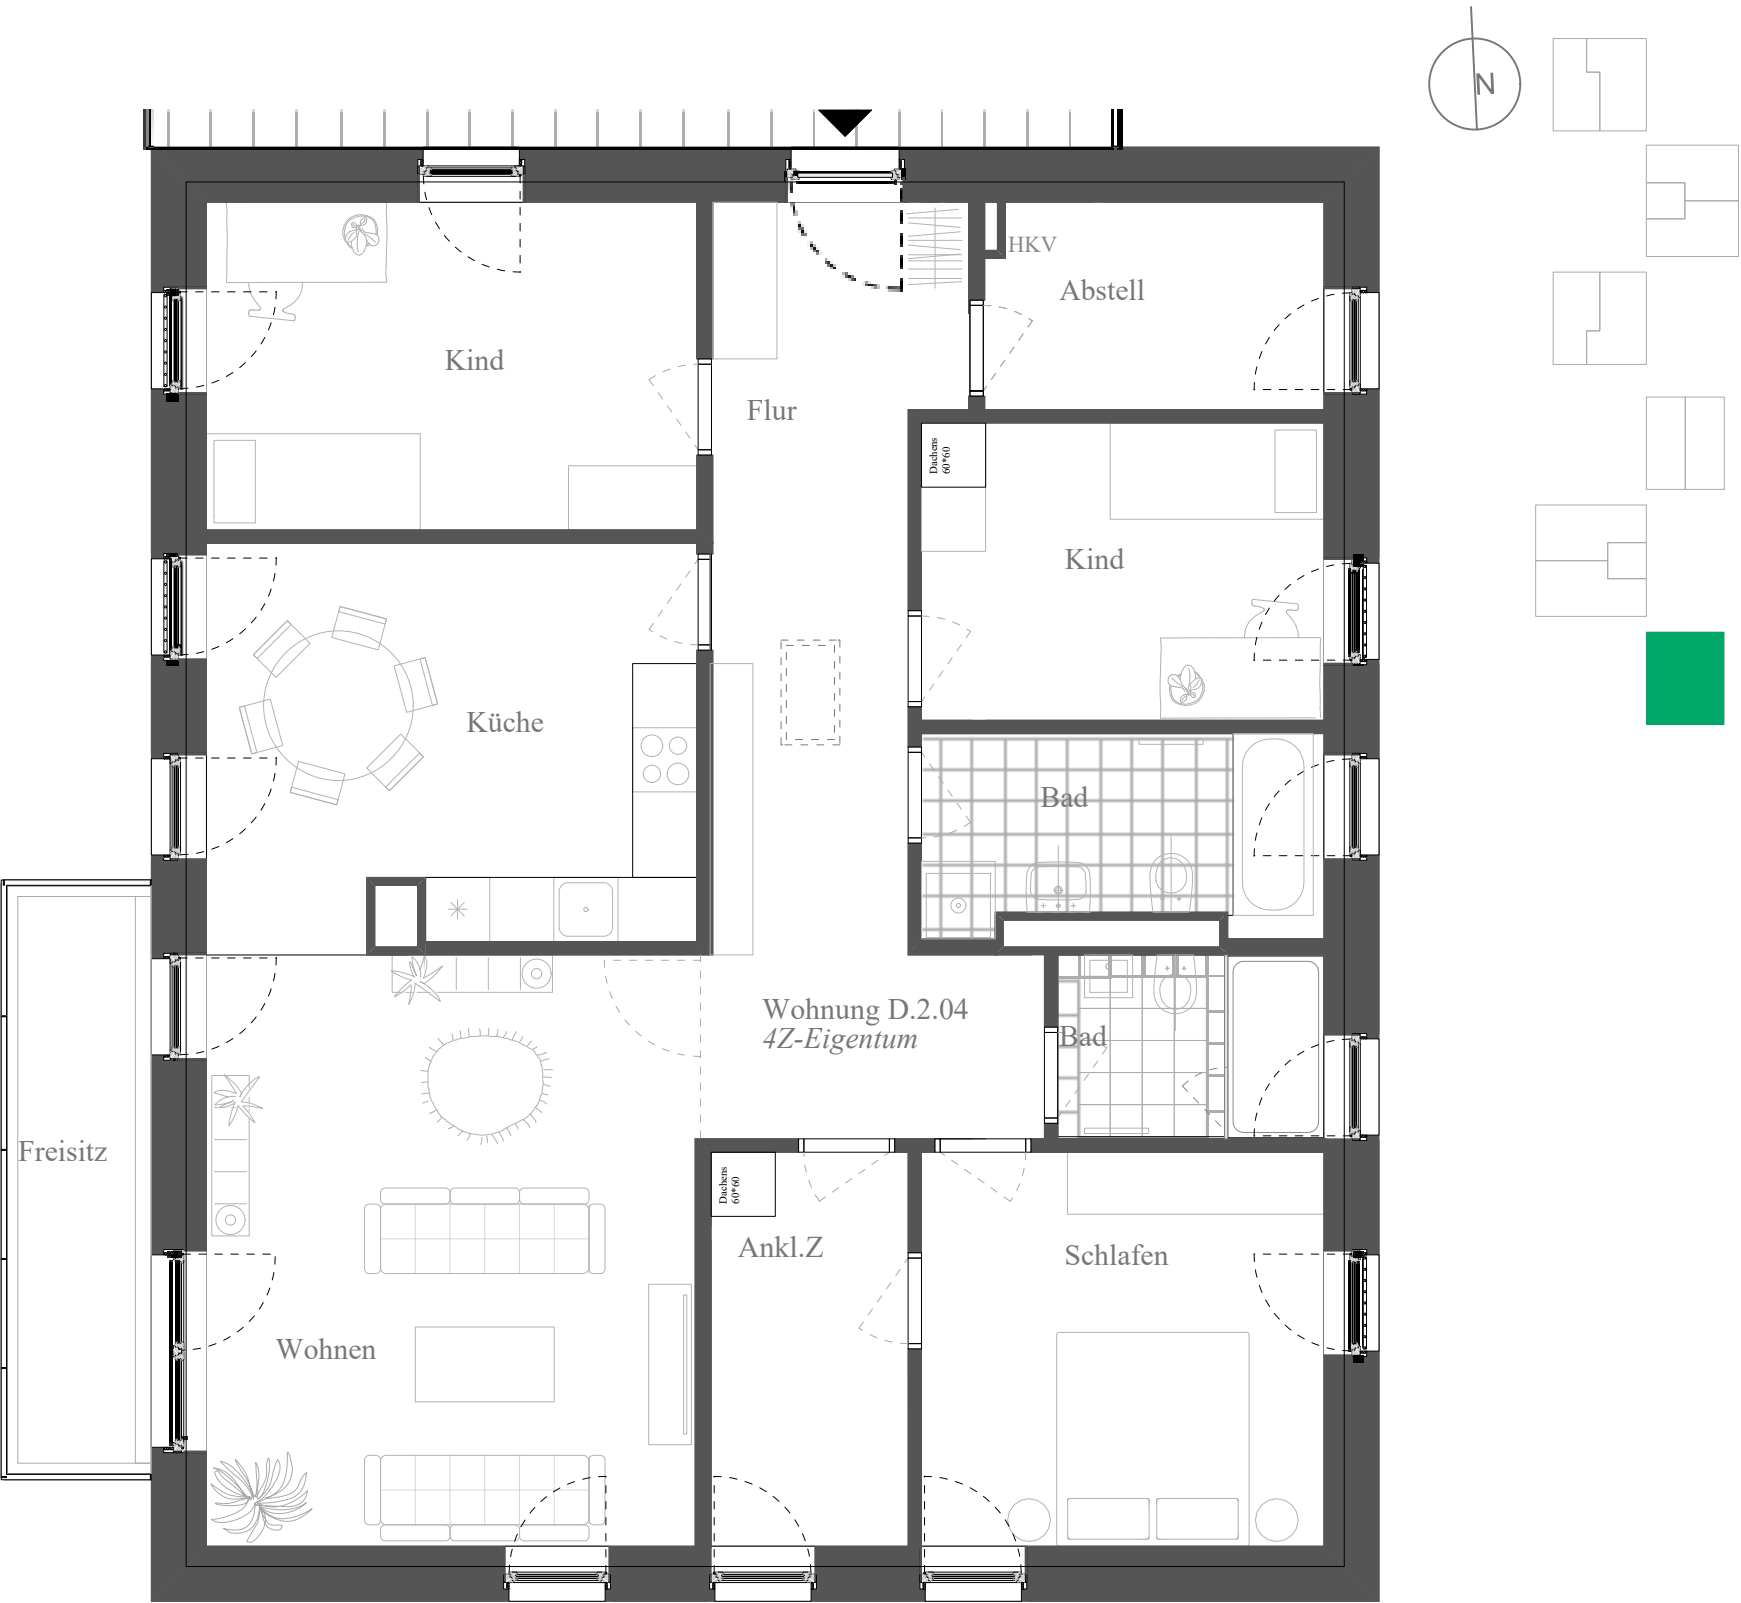 N
HKV
Abstell
Kind
Flur
Dachens
60*60
Kind
Küche
Bad
Wohnung D.2.04
4Z-Eigentum
Bad
Freisitz
Dachens
60*60
Ankl.Z
Schlafen
Wohnen